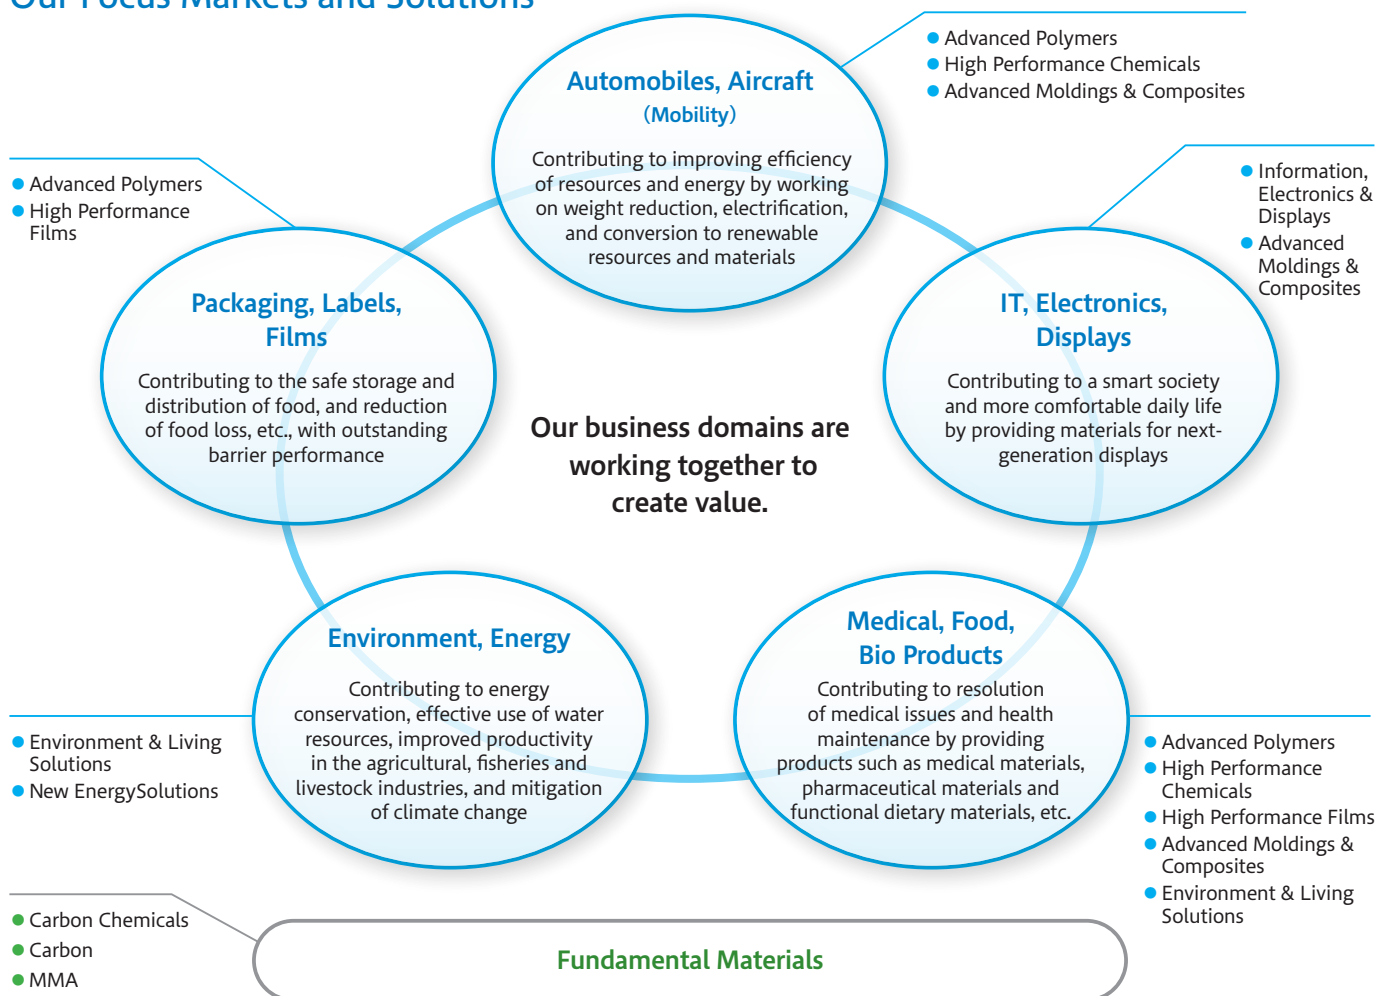 Our Focus Markets and Solutions
Automobiles, Aircraft
(Mobility)
Contributing to improving efficiency
of resources and energy by working
on weight reduction, electrification,
and conversion to renewable
resources and materials
● Advanced Polymers
● High Performance Chemicals
● Advanced Moldings & Composites
● Advanced Polymers
● High Performance
Films
Packaging, Labels,
Films
Contributing to the safe storage and
distribution of food, and reduction
of food loss, etc., with outstanding
barrier performance
● Information,
Electronics &
Displays
● Advanced
Moldings &
Composites
IT, Electronics,
Displays
Contributing to a smart society
and more comfortable daily life
by providing materials for next-
generation displays
Our business domains are
working together to
create value.
Environment, Energy
Contributing to energy
conservation, effective use of water
resources, improved productivity
in the agricultural, fisheries and
livestock industries, and mitigation
of climate change
● Environment & Living
Solutions
● New EnergySolutions
Medical, Food,
Bio Products
Contributing to resolution
of medical issues and health
maintenance by providing
products such as medical materials,
pharmaceutical materials and
functional dietary materials, etc.
● Advanced Polymers
● High Performance
Chemicals
● High Performance Films
● Advanced Moldings &
Composites
● Environment & Living
Solutions
● Carbon Chemicals
● Carbon
● MMA
Fundamental Materials